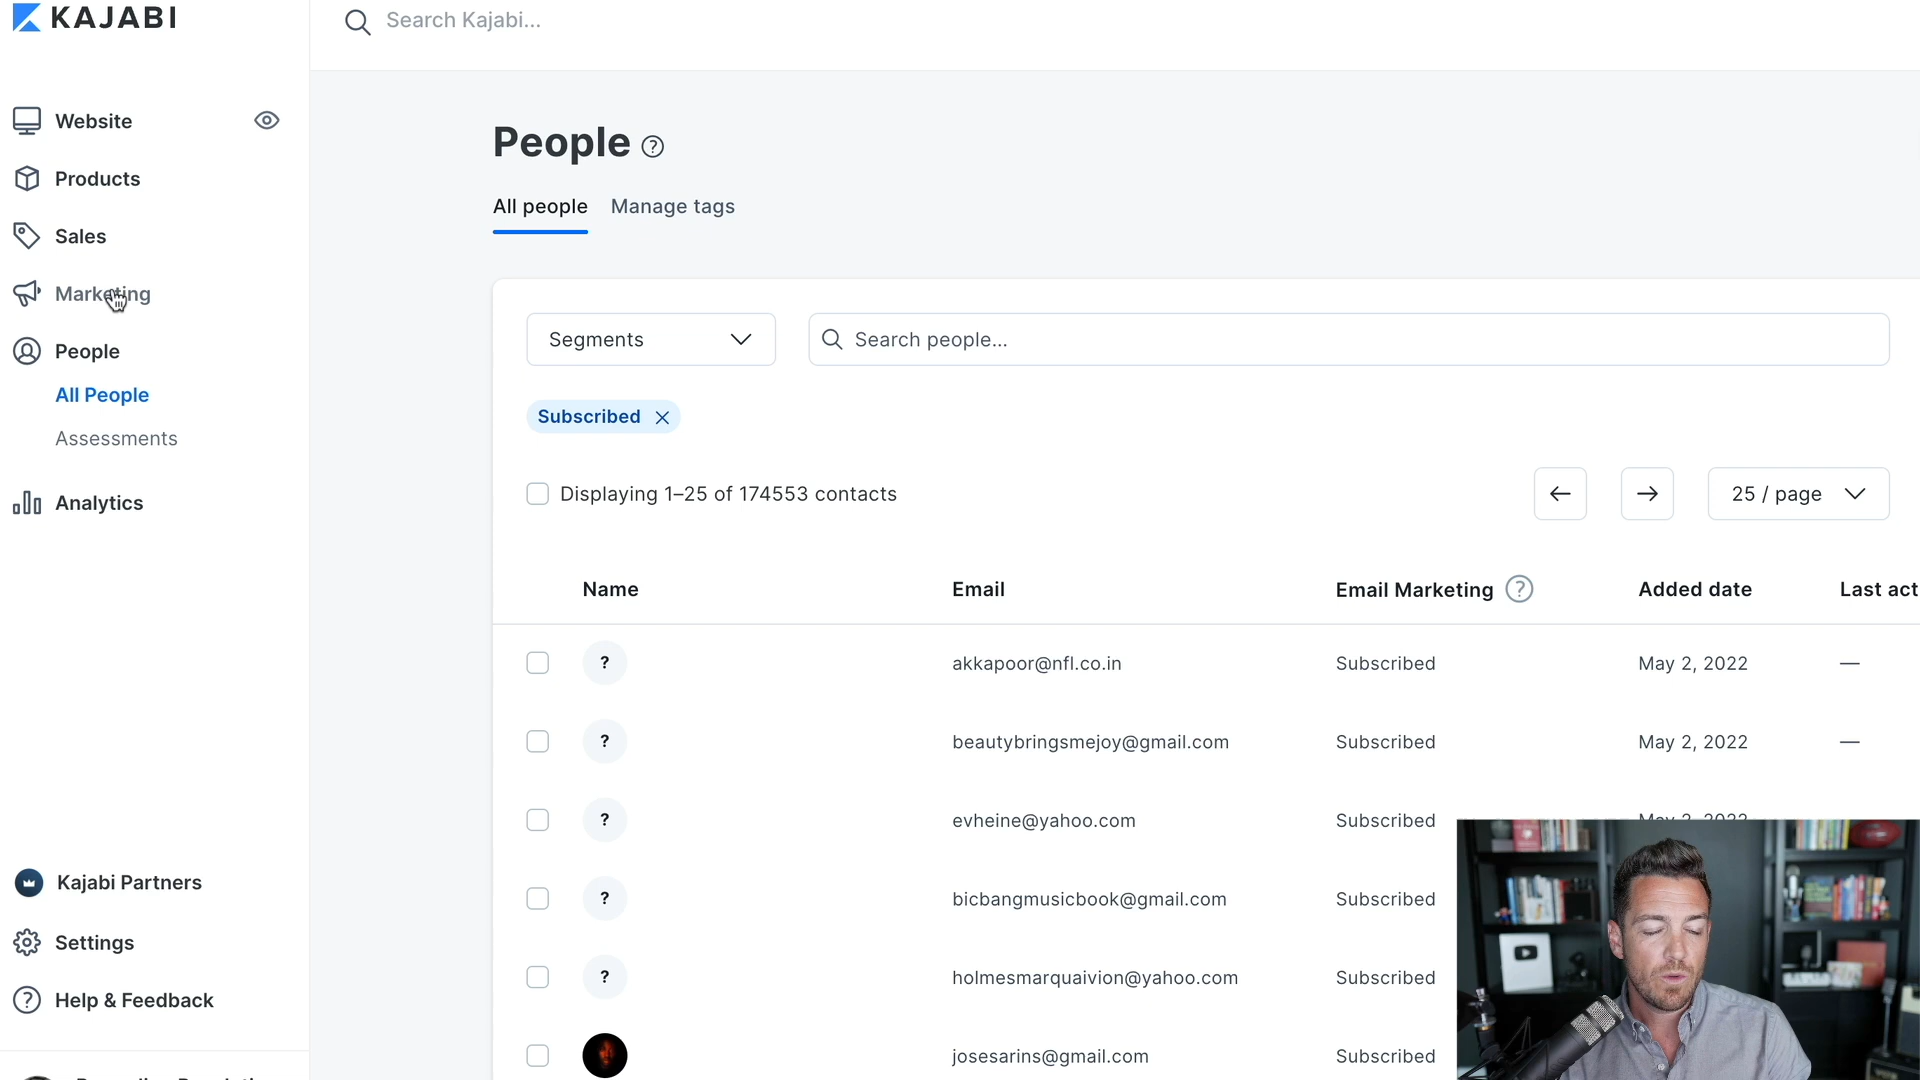 KAJABI
Search Kajabi...
Website
Products
Sales
Marketing
People
All People
Assessments
Analytics
Kajabi Partners
Settings
Help & Feedback
People ?
All people Manage tags
Segments
Search people...
Subscribed
Displaying 1–25 of 174553 contacts
25 / page
Name Email Email Marketing ? Added date Last act
? akkapoor@nfl.co.in Subscribed May 2, 2022 —
? beautybringsmejoy@gmail.com Subscribed May 2, 2022 —
? evheine@yahoo.com Subscribed May 2, 2022
? bicbangmusicbook@gmail.com Subscribed
? holmesmarquaivion@yahoo.com Subscribed
josesarins@gmail.com Subscribed